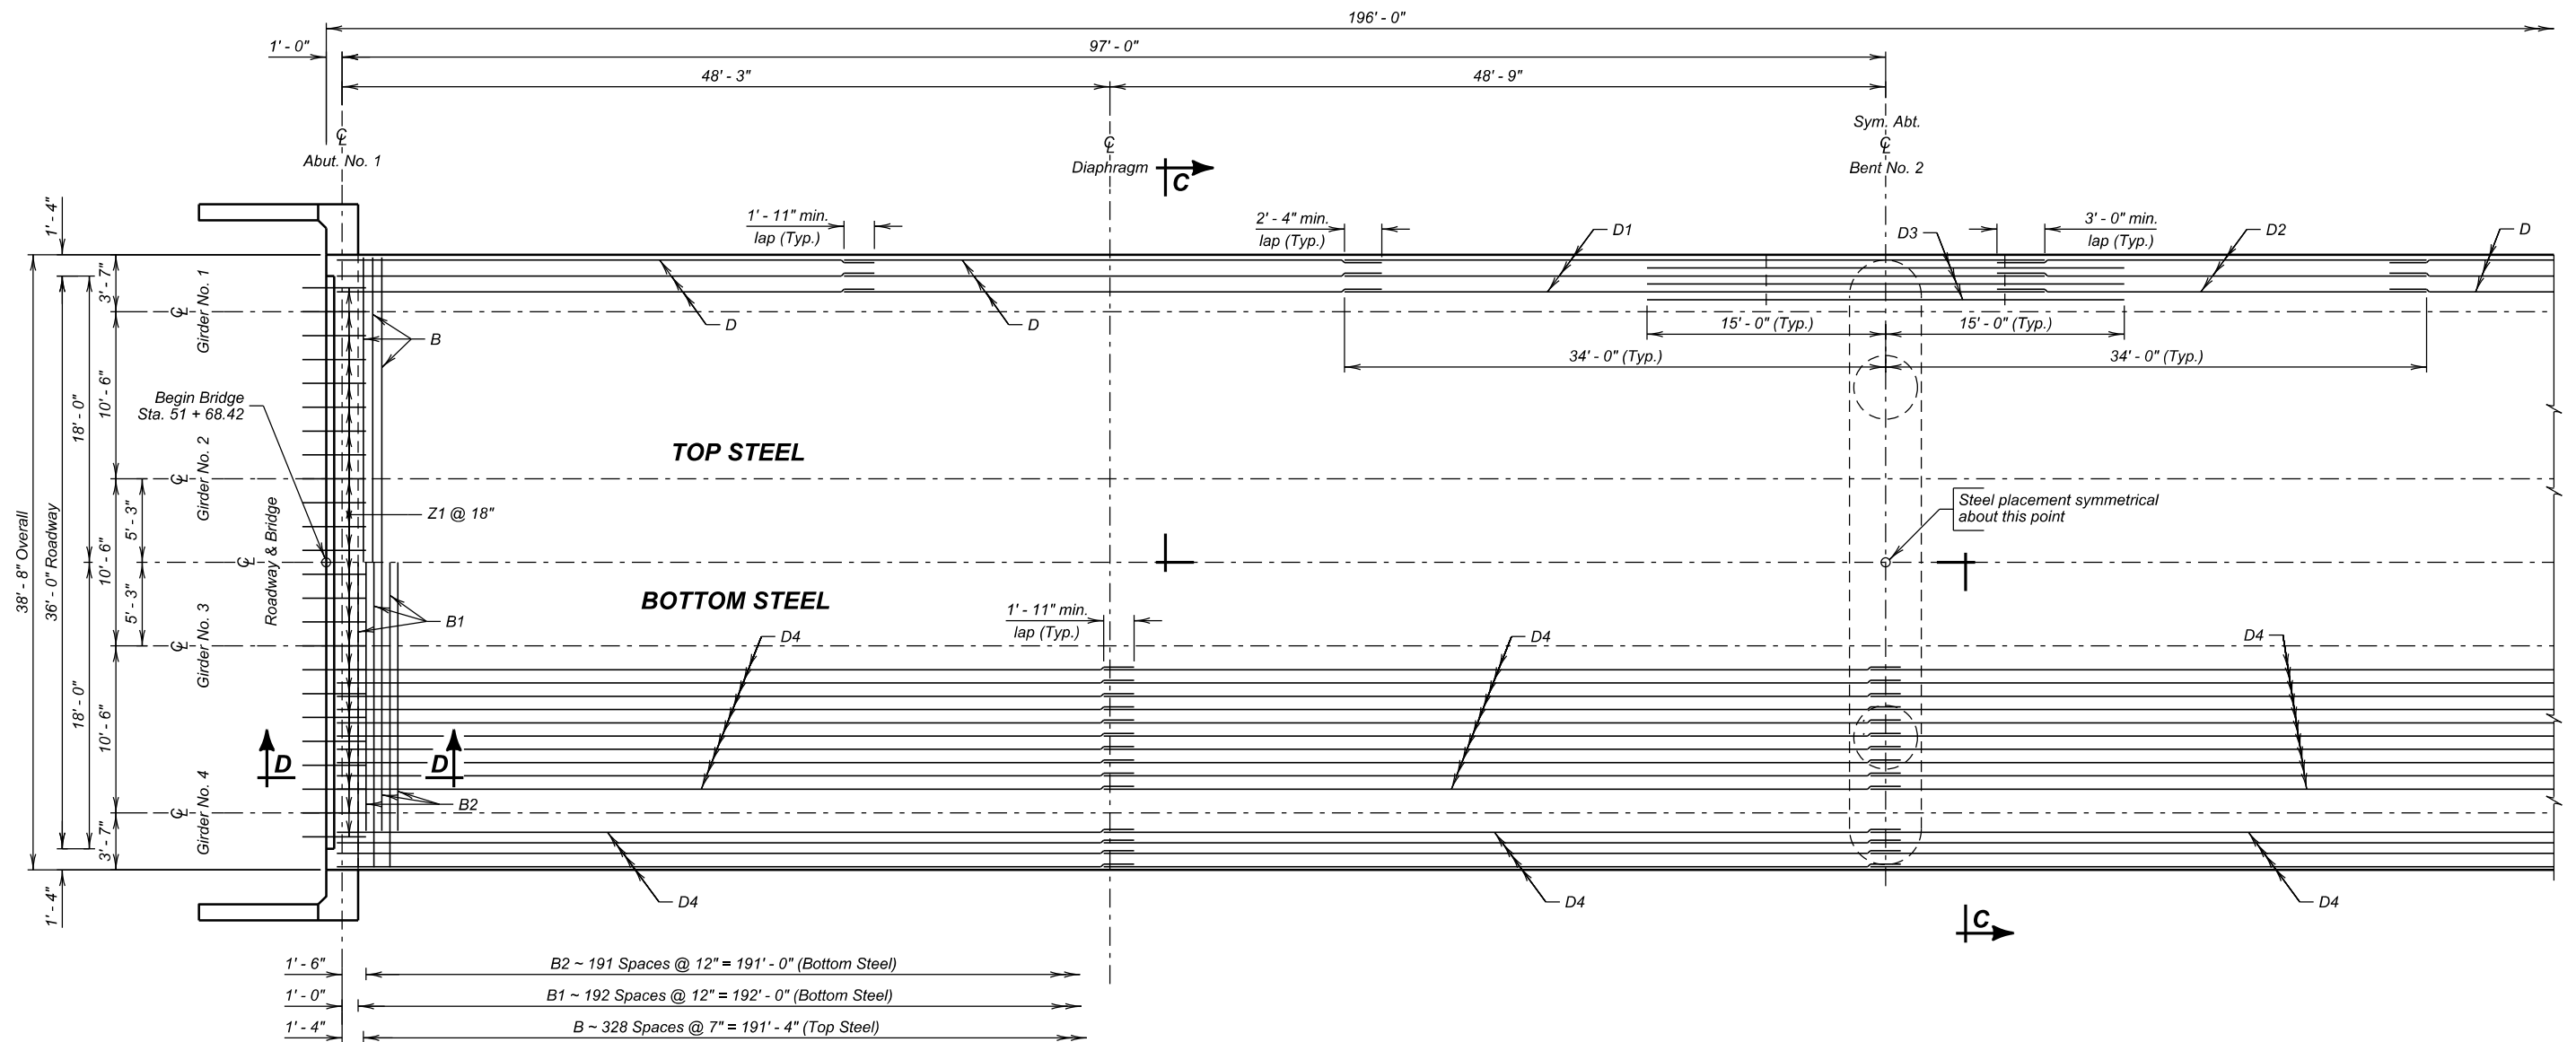 196' - 0"
1' - 0"
97' - 0"
48' - 3"
48' - 9"
Sym. Abt.
℄
Bent No. 2
℄
Abut. No. 1
℄
Diaphragm
C
1' - 4"
1' - 11" min.
lap (Typ.)
2' - 4" min.
lap (Typ.)
D1
D3
3' - 0" min.
lap (Typ.)
D2
D
3' - 7"
℄
Girder No. 1
D
D
B
15' - 0" (Typ.)
15' - 0" (Typ.)
34' - 0" (Typ.)
34' - 0" (Typ.)
10' - 6"
18' - 0"
Begin Bridge
Sta. 51 + 68.42
TOP STEEL
℄
Girder No. 2
5' - 3"
Z1 @ 18"
Steel placement symmetrical
about this point
38' - 8" Overall
36' - 0" Roadway
10' - 6"
℄
Roadway & Bridge
5' - 3"
BOTTOM STEEL
B1
1' - 11" min.
lap (Typ.)
℄
Girder No. 3
D4
D4
D4
18' - 0"
10' - 6"
D
D
B2
℄
Girder No. 4
3' - 7"
1' - 4"
D4
D4
D4
C
1' - 6"
B2 ~ 191 Spaces @ 12" = 191' - 0" (Bottom Steel)
1' - 0"
B1 ~ 192 Spaces @ 12" = 192' - 0" (Bottom Steel)
1' - 4"
B ~ 328 Spaces @ 7" = 191' - 4" (Top Steel)